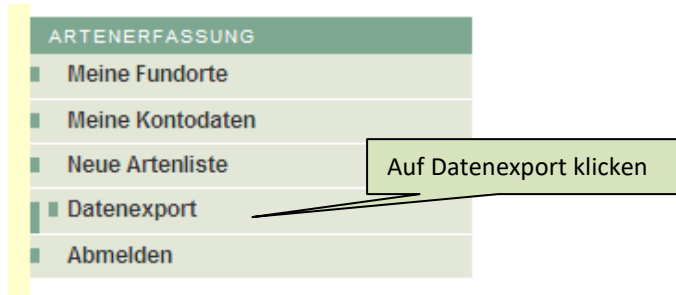 ARTENERFASSUNG
Meine Fundorte
Meine Kontodaten
Neue Artenliste
Auf Datenexport klicken
Datenexport
Abmelden